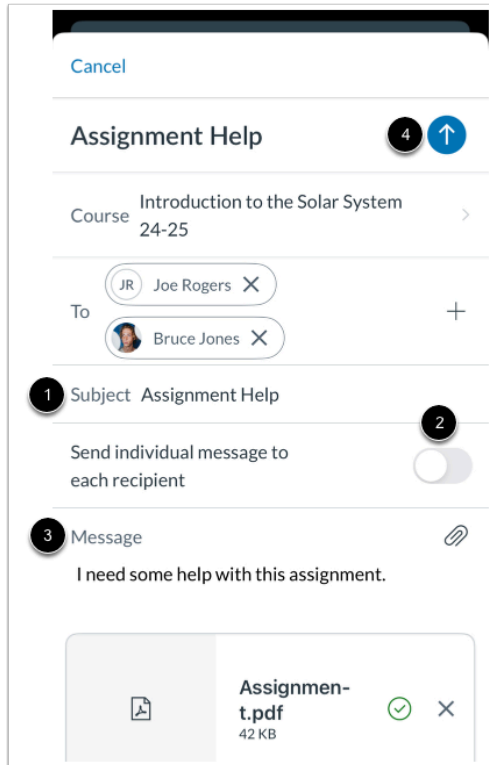 Cancel
Assignment Help
4
Course
Introduction to the Solar System
24-25
JR Joe Rogers
To
Bruce Jones
1 Subject Assignment Help
2
Send individual message to
each recipient
3 Message
I need some help with this assignment.
Assignmen-
t.pdf
42 KB